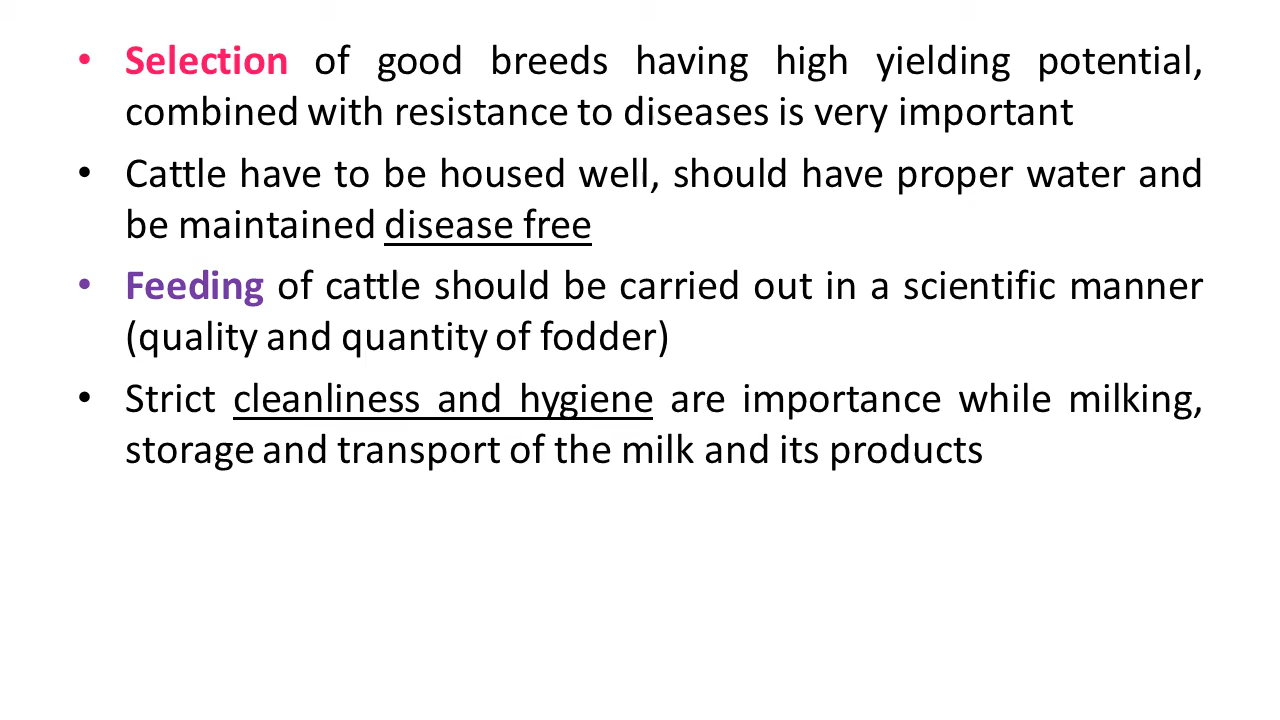 • Selection of good breeds having high yielding potential,
combined with resistance to diseases is very important
• Cattle have to be housed well, should have proper water and
be maintained disease free
• Feeding of cattle should be carried out in a scientific manner
(quality and quantity of fodder)
• Strict cleanliness and hygiene are importance while milking,
storage and transport of the milk and its products